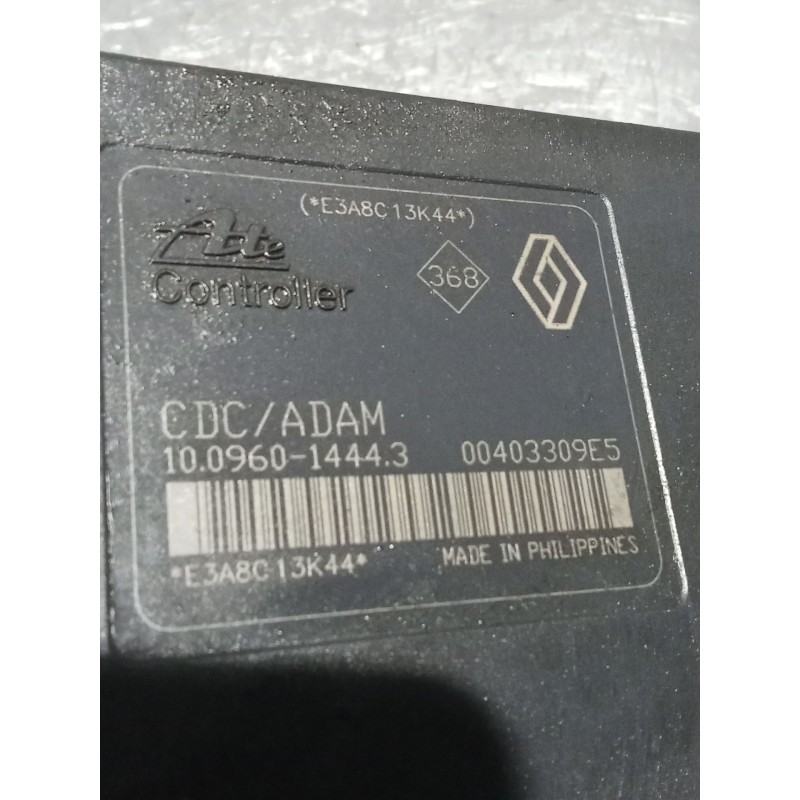 (*E3A8C13K44*)
Ate
Controller
368
CDC/ADAM
10.0960-1444.3 00403309E5
*E3A8C13K44* MADE IN PHILIPPINES